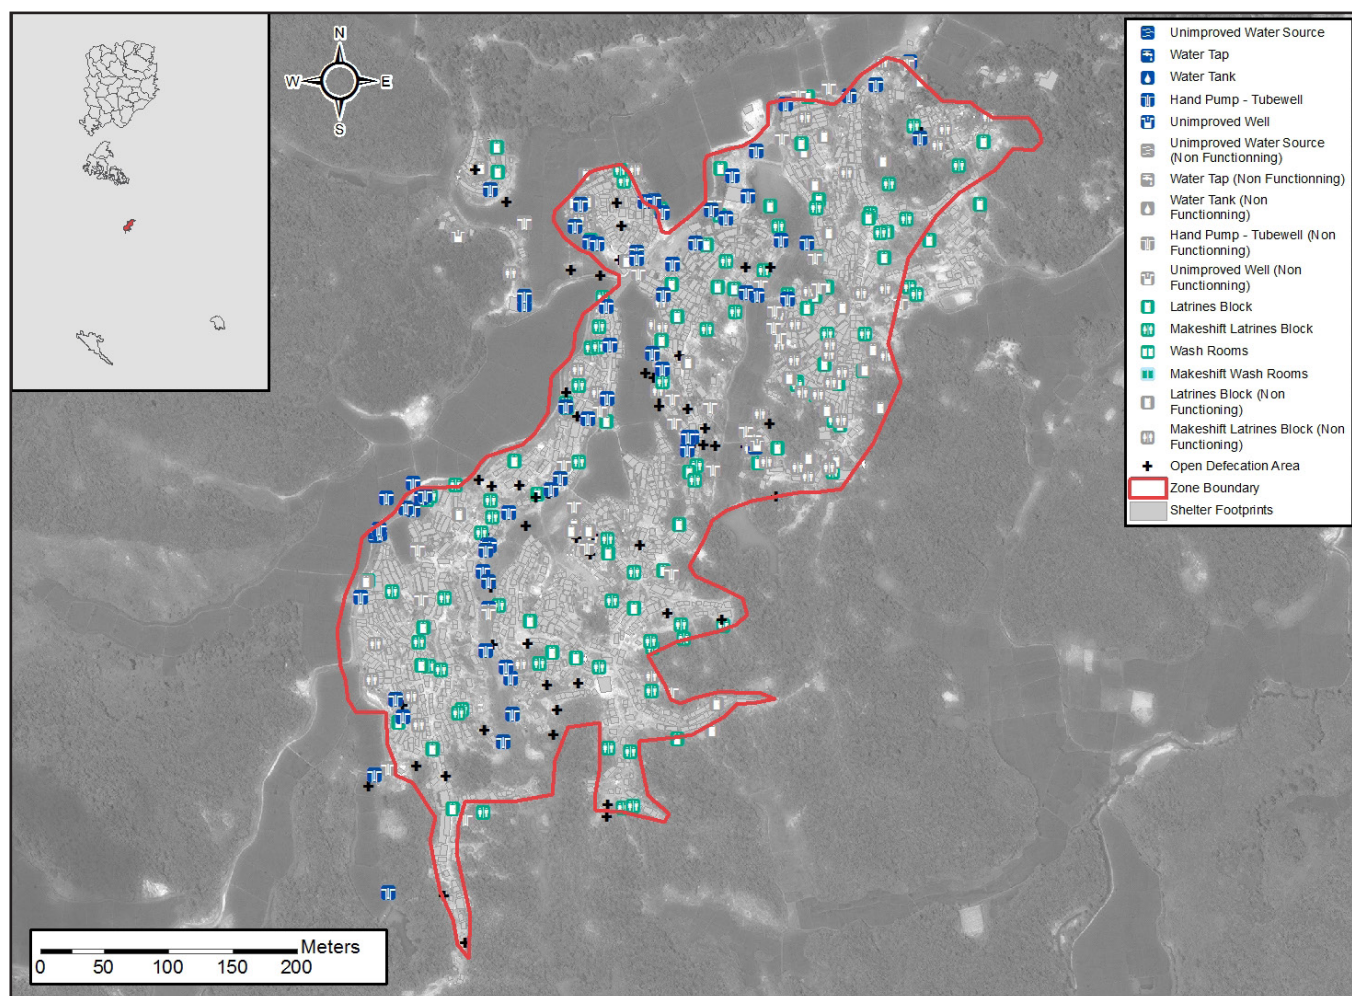 N
W
E
S
Unimproved Water Source
Water Tap
Water Tank
Hand Pump - Tubewell
Unimproved Well
Unimproved Water Source
(Non Functionning)
Water Tap (Non Functionning)
Water Tank (Non
Functionning)
Hand Pump - Tubewell (Non
Functionning)
Unimproved Well (Non
Functionning)
Latrines Block
Makeshift Latrines Block
Wash Rooms
Makeshift Wash Rooms
Latrines Block (Non
Functioning)
Makeshift Latrines Block (Non
Functioning)
Open Defecation Area
Zone Boundary
Shelter Footprints
Meters
0 50 100 150 200